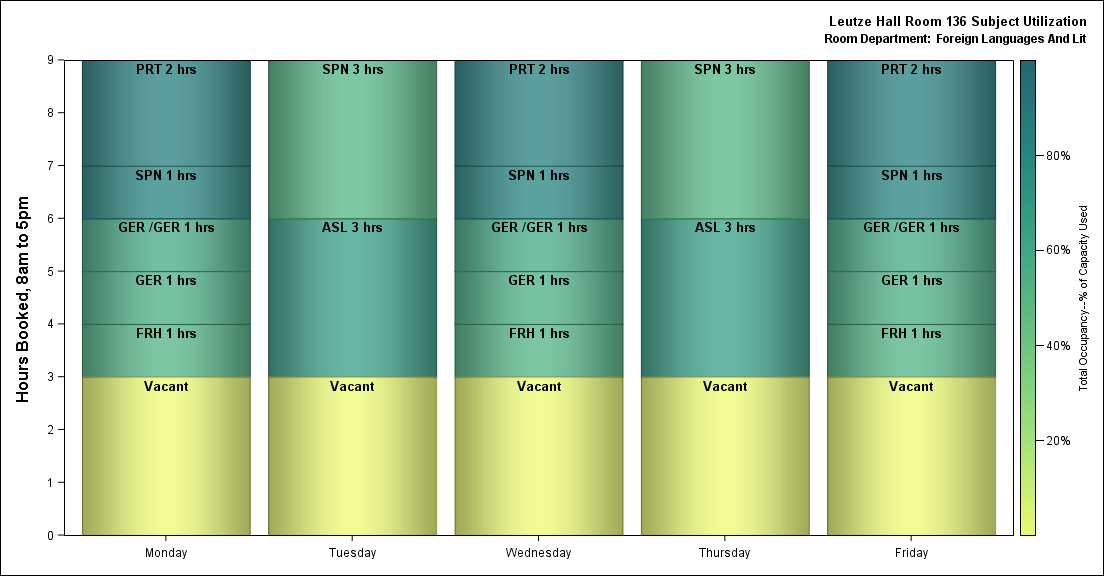 Leutze Hall Room 136 Subject Utilization
Room Department: Foreign Languages And Lit
Hours Booked, 8am to 5pm
9
8
7
6
5
4
3
2
1
0
PRT 2 hrs
SPN 1 hrs
GER /GER 1 hrs
GER 1 hrs
FRH 1 hrs
Vacant
SPN 3 hrs
ASL 3 hrs
Vacant
PRT 2 hrs
SPN 1 hrs
GER /GER 1 hrs
GER 1 hrs
FRH 1 hrs
Vacant
SPN 3 hrs
ASL 3 hrs
Vacant
PRT 2 hrs
SPN 1 hrs
GER /GER 1 hrs
GER 1 hrs
FRH 1 hrs
Vacant
Monday
Tuesday
Wednesday
Thursday
Friday
80%
60%
40%
20%
Total Occupancy--% of Capacity Used